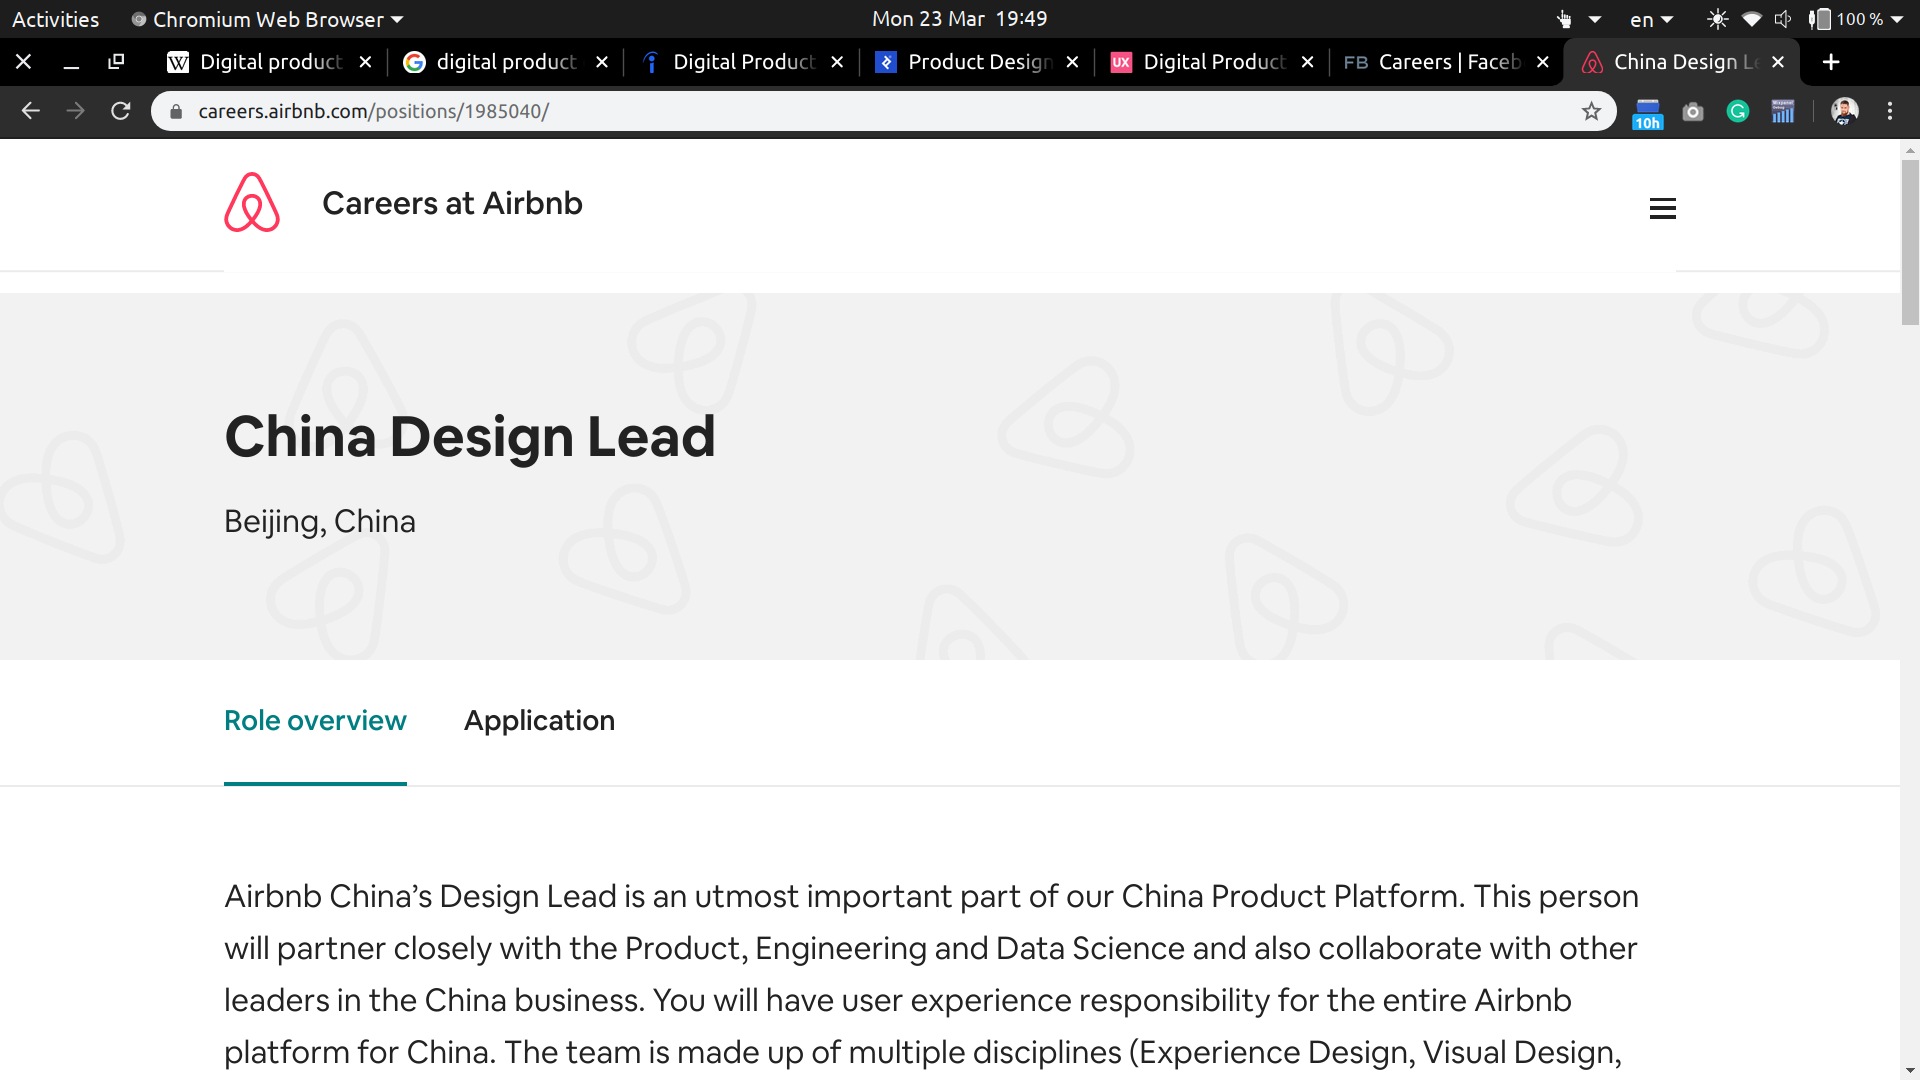 Activities Chromium Web Browser Mon 23 Mar 19:49 en 100 %
Digital product digital product Digital Product Product Design UX Digital Product FB Careers | Faceb China Design Le
careers.airbnb.com/positions/1985040/ 10h
Careers at Airbnb
China Design Lead
Beijing, China
Role overview Application
Airbnb China’s Design Lead is an utmost important part of our China Product Platform. This person
will partner closely with the Product, Engineering and Data Science and also collaborate with other
leaders in the China business. You will have user experience responsibility for the entire Airbnb
platform for China. The team is made up of multiple disciplines (Experience Design, Visual Design,